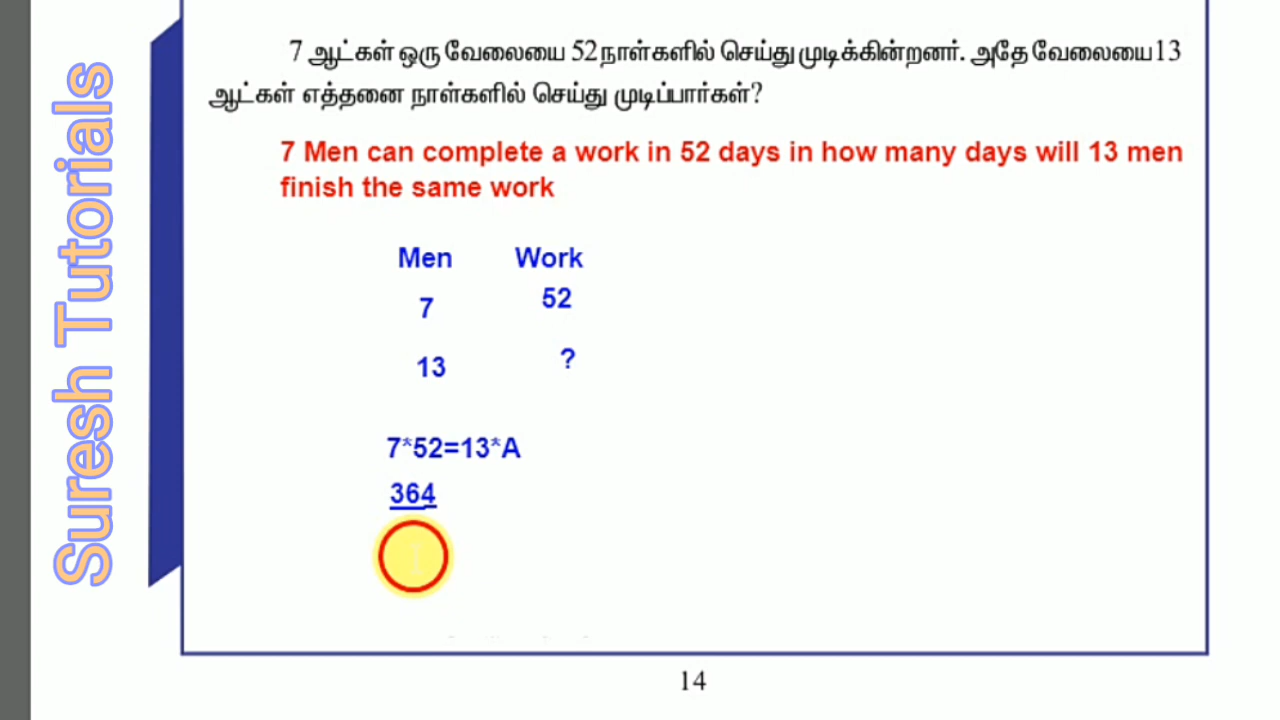 Suresh Tutorials
7 ஆட்கள் ஒரு வேலையை 52 நாள்களில் செய்து முடிக்கின்றனர். அதே வேலையை 13
ஆட்கள் எத்தனை நாள்களில் செய்து முடிப்பார்கள்?
7 Men can complete a work in 52 days in how many days will 13 men
finish the same work
Men Work
7 52
13 ?
7*52=13*A
364
14